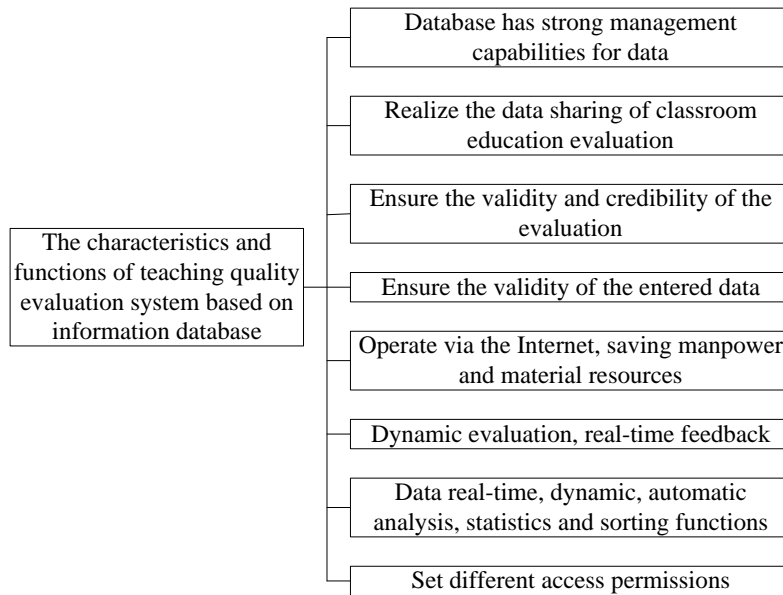 Database has strong management
capabilities for data
Realize the data sharing of classroom
education evaluation
Ensure the validity and credibility of the
evaluation
The characteristics and
functions of teaching quality
evaluation system based on
information database
Ensure the validity of the entered data
Operate via the Internet, saving manpower
and material resources
Dynamic evaluation, real-time feedback
Data real-time, dynamic, automatic
analysis, statistics and sorting functions
Set different access permissions